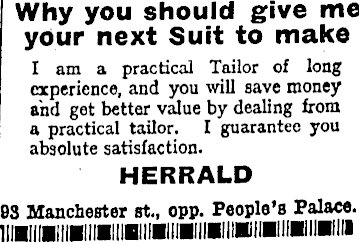 Why you should give me
your next Suit to make
I am a practical Tailor of long
experience, and you will save money
and get better value by dealing from
a practical tailor. I guarantee you
absolute satisfaction.
HERRALD
93 Manchester st., opp. People's Palace.